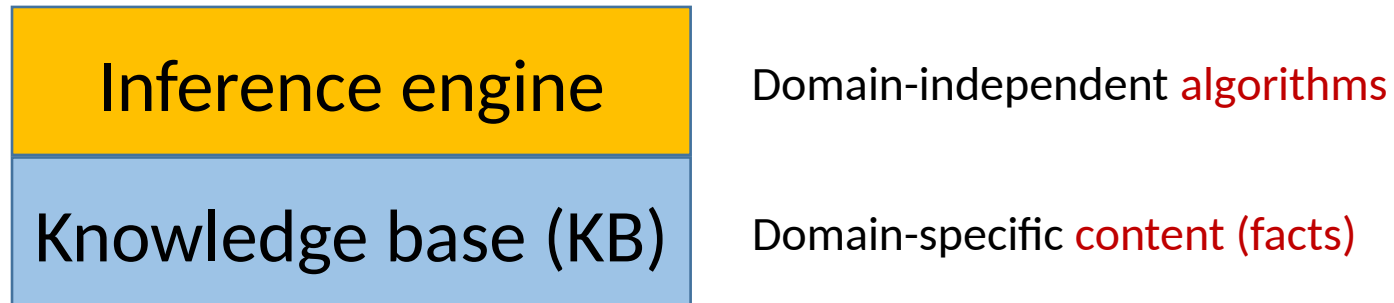 Inference engine
Domain-independent algorithms
Knowledge base (KB)
Domain-specific content (facts)